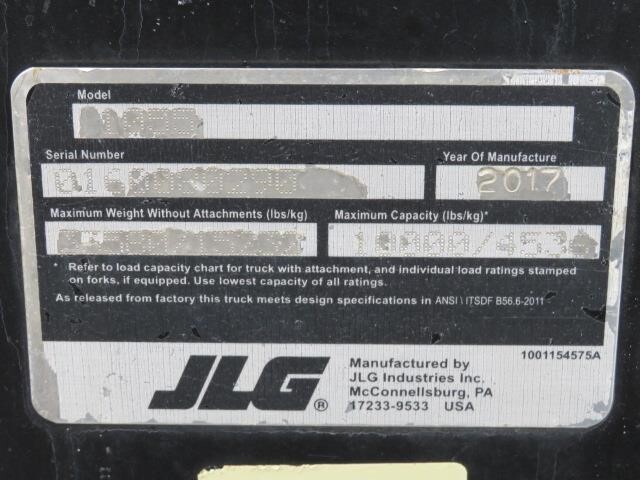 Model
1055
Serial Number
Year Of Manufacture
2017
Maximum Weight Without Attachments (lbs/kg)
Maximum Capacity (lbs/kg)*
10000/4536
* Refer to load capacity chart for truck with attachment, and individual load ratings stamped
on forks, if equipped. Use lowest capacity of all ratings.
As released from factory this truck meets design specifications in ANSI \ ITSDF B56.6-2011
JLG®
Manufactured by
JLG Industries Inc.
McConnellsburg, PA
17233-9533 USA
1001154575A